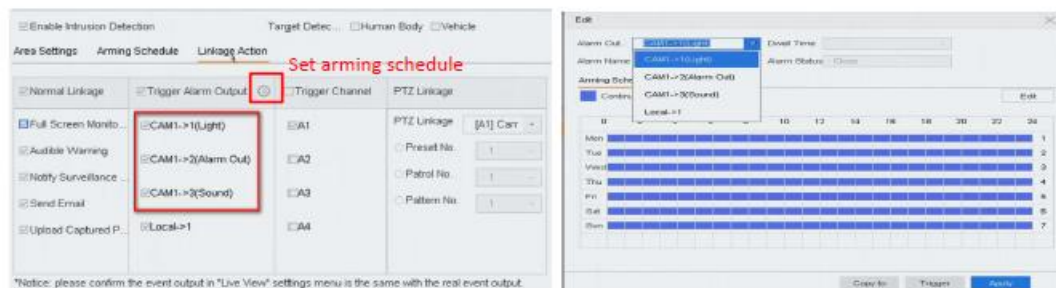 Enable Intrusion Detection Target Detec... Human Body Vehicle
Area Settings Arming Schedule Linkage Action
Set arming schedule
Normal Linkage Trigger Alarm Output Trigger Channel PTZ Linkage
Full Screen Monito... CAM1->1(Light) A1 PTZ Linkage [A1] Cam
Audible Warning CAM1->2(Alarm Out) A2 Preset No. 1
Notify Surveillance ... CAM1->3(Sound) A3 Patrol No. 1
Send Email Pattern No. 1
Upload Captured P... Local->1 A4
*Notice: please confirm the event output in "Live View" settings menu is the same with the real event output.
Edit
Alarm Out... CAM1->1(Light) Dwell Time
Alarm Name CAM1->1(Light) Alarm Status Close
CAM1->2(Alarm Out)
Arming Sche
Continu CAM1->3(Sound) Edit
Local->1
0 10 12 14 16 18 20 22 24
Mon 1
Tue 2
Wed 3
Thu 4
Fri 5
Sat 6
Sun 7
Copy to Trigger Apply